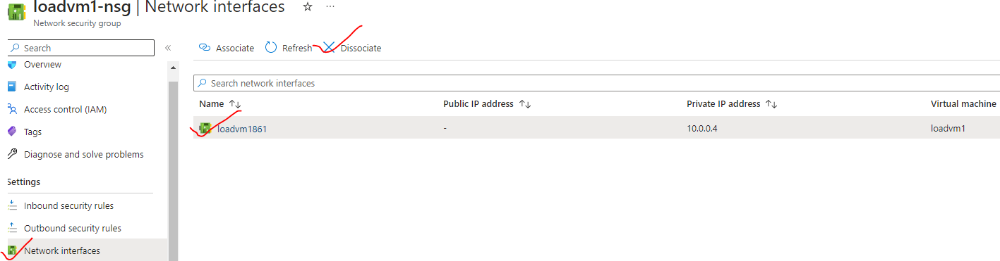 loadvm1-nsg | Network interfaces ☆ ···
Network security group
Search «
Associate Refresh Dissociate
Overview
Activity log
Access control (IAM)
Tags
Diagnose and solve problems
Settings
Inbound security rules
Outbound security rules
Network interfaces
Search network interfaces
Name ↑↓ Public IP address ↑↓ Private IP address ↑↓ Virtual machine
loadvm1861 - 10.0.0.4 loadvm1